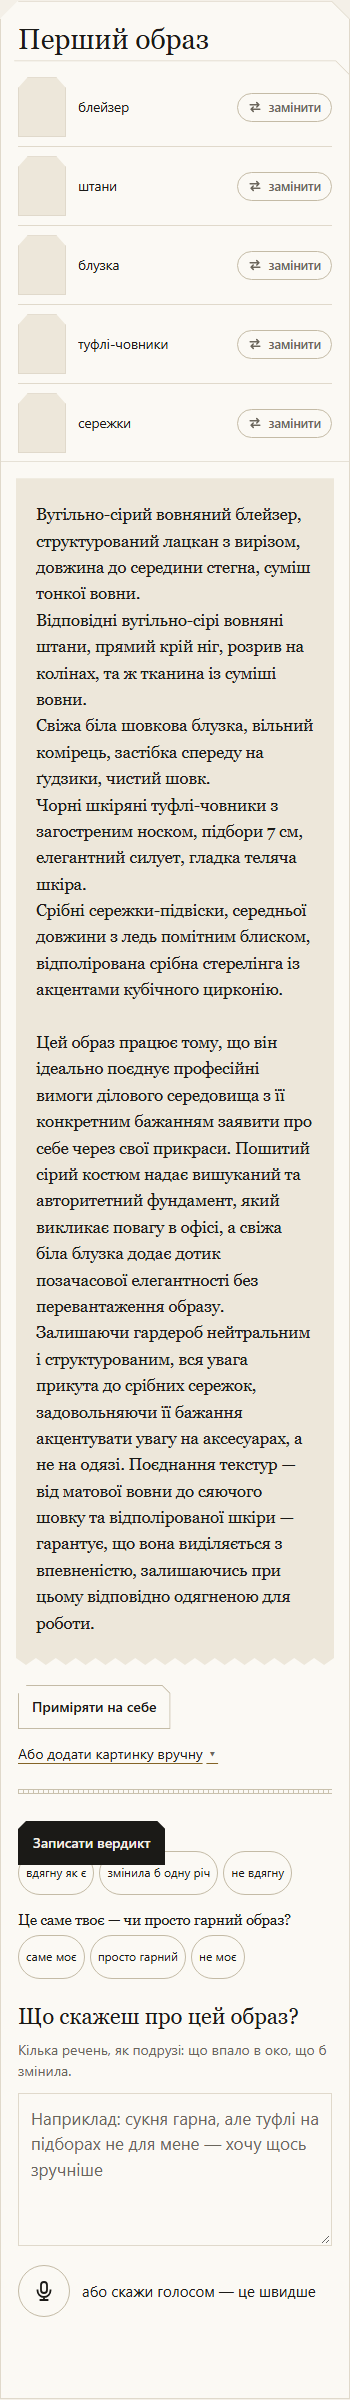 Перший образ
блейзер
замінити
штани
замінити
блузка
замінити
туфлі-човники
замінити
сережки
замінити
Вугільно-сірий вовняний блейзер,
структурований лацкан з вирізом,
довжина до середини стегна, суміш
тонкої вовни.
Відповідні вугільно-сірі вовняні
штани, прямий крій ніг, розрив на
колінах, та ж тканина із суміші
вовни.
Свіжа біла шовкова блузка, вільний
комірець, застібка спереду на
ґудзики, чистий шовк.
Чорні шкіряні туфлі-човники з
загостреним носком, підбори 7 см,
елегантний силует, гладка теляча
шкіра.
Срібні сережки-підвіски, середньої
довжини з ледь помітним блиском,
відполірована срібна стерелінга із
акцентами кубічного цирконію.
Цей образ працює тому, що він
ідеально поєднує професійні
вимоги ділового середовища з її
конкретним бажанням заявити про
себе через свої прикраси. Пошитий
сірий костюм надає вишуканий та
авторитетний фундамент, який
викликає повагу в офісі, а свіжа
біла блузка додає дотик
позачасової елегантності без
перевантаження образу.
Залишаючи гардероб нейтральним
і структурованим, вся увага
прикута до срібних сережок,
задовольняючи її бажання
акцентувати увагу на аксесуарах, а
не на одязі. Поєднання текстур —
від матової вовни до сяючого
шовку та відполірованої шкіри —
гарантує, що вона виділяється з
впевненістю, залишаючись при
цьому відповідно одягненою для
роботи.
Приміряти на себе
Або додати картинку вручну
Записати вердикт
вдягну як є
змінила б одну річ
не вдягну
Це саме твоє — чи просто гарний образ?
саме моє
просто гарний
не моє
Що скажеш про цей образ?
Кілька речень, як подрузі: що впало в око, що б
змінила.
Наприклад: сукня гарна, але туфлі на
підборах не для мене — хочу щось
зручніше
або скажи голосом — це швидше